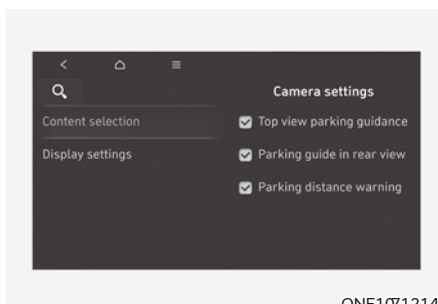 Camera settings
Content selection
Display settings
Top view parking guidance
Parking guide in rear view
Parking distance warning